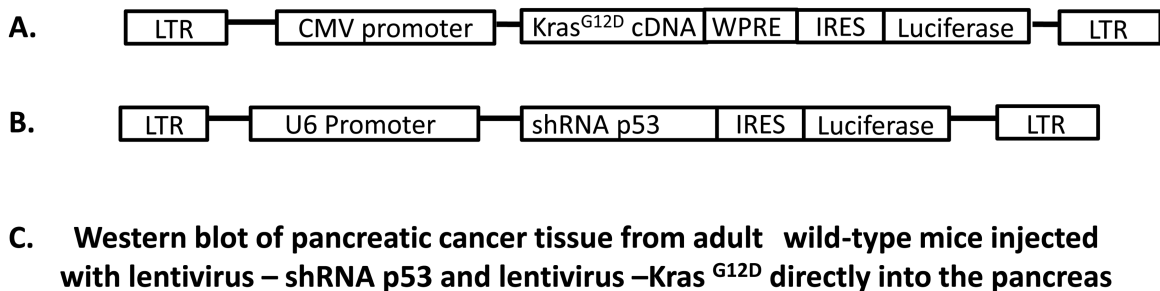 A. LTR CMV promoter Kras^G12D cDNA WPRE IRES Luciferase LTR
B. LTR U6 Promoter shRNA p53 IRES Luciferase LTR
C. Western blot of pancreatic cancer tissue from adult wild-type mice injected
with lentivirus – shRNA p53 and lentivirus –Kras ^G12D directly into the pancreas